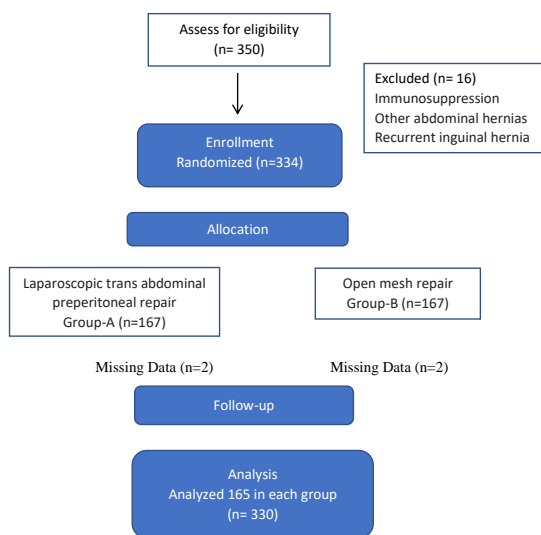 Assess for eligibility
(n= 350)
Excluded (n= 16)
Immunosuppression
Other abdominal hernias
Recurrent inguinal hernia
Enrollment
Randomized (n=334)
Allocation
Laparoscopic trans abdominal
preperitoneal repair
Group-A (n=167)
Open mesh repair
Group-B (n=167)
Missing Data (n=2)
Missing Data (n=2)
Follow-up
Analysis
Analyzed 165 in each group
(n= 330)